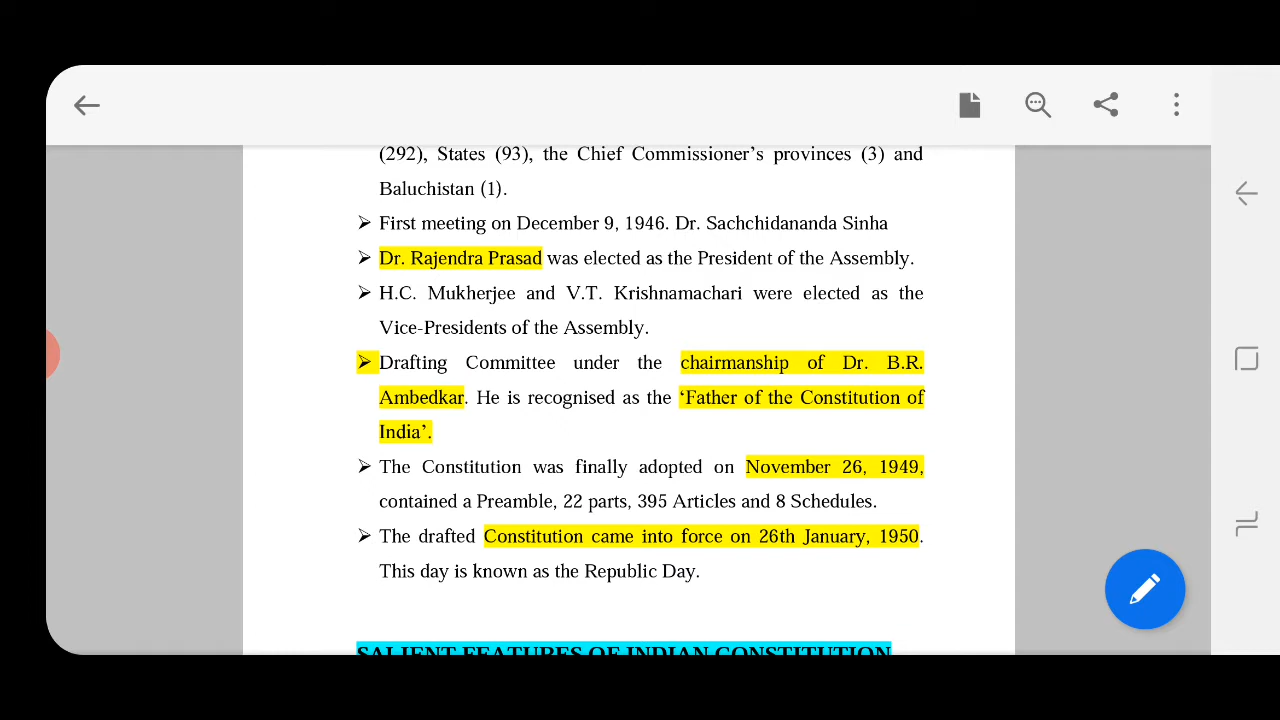 (292), States (93), the Chief Commissioner’s provinces (3) and
Baluchistan (1).
➢ First meeting on December 9, 1946. Dr. Sachchidananda Sinha
➢ Dr. Rajendra Prasad was elected as the President of the Assembly.
➢ H.C. Mukherjee and V.T. Krishnamachari were elected as the
Vice-Presidents of the Assembly.
➢ Drafting Committee under the chairmanship of Dr. B.R.
Ambedkar. He is recognised as the ‘Father of the Constitution of
India’.
➢ The Constitution was finally adopted on November 26, 1949,
contained a Preamble, 22 parts, 395 Articles and 8 Schedules.
➢ The drafted Constitution came into force on 26th January, 1950.
This day is known as the Republic Day.
SALIENT FEATURES OF INDIAN CONSTITUTION